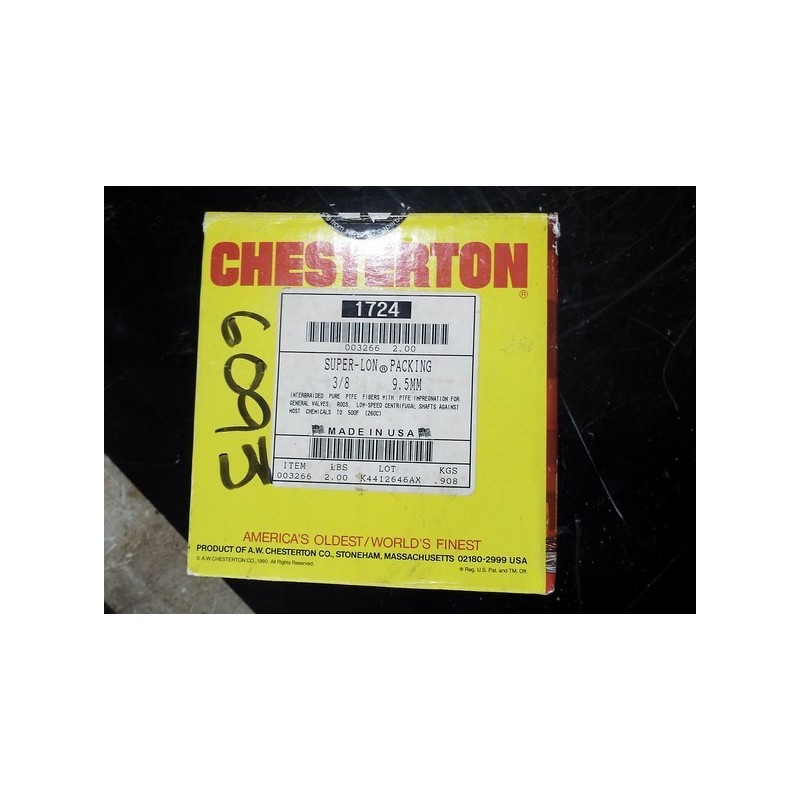 CHESTERTON®
1724
003266 2.00
SUPER-LON® PACKING
3/8 9.5MM
INTERBRAIDED PURE PTFE FIBERS WITH PTFE IMPREGNATION FOR
GENERAL VALVES, RODS, LOW-SPEED CENTRIFUGAL SHAFTS AGAINST
MOST CHEMICALS TO 500F (260C)
MADE IN USA
ITEM LBS LOT KGS
003266 2.00 K4412646AX .908
6093
AMERICA'S OLDEST/WORLD'S FINEST
PRODUCT OF A.W. CHESTERTON CO., STONEHAM, MASSACHUSETTS 02180-2999 USA
© A.W. CHESTERTON CO., 1990. All Rights Reserved.
® Reg. U.S. Pat. and TM. Off.